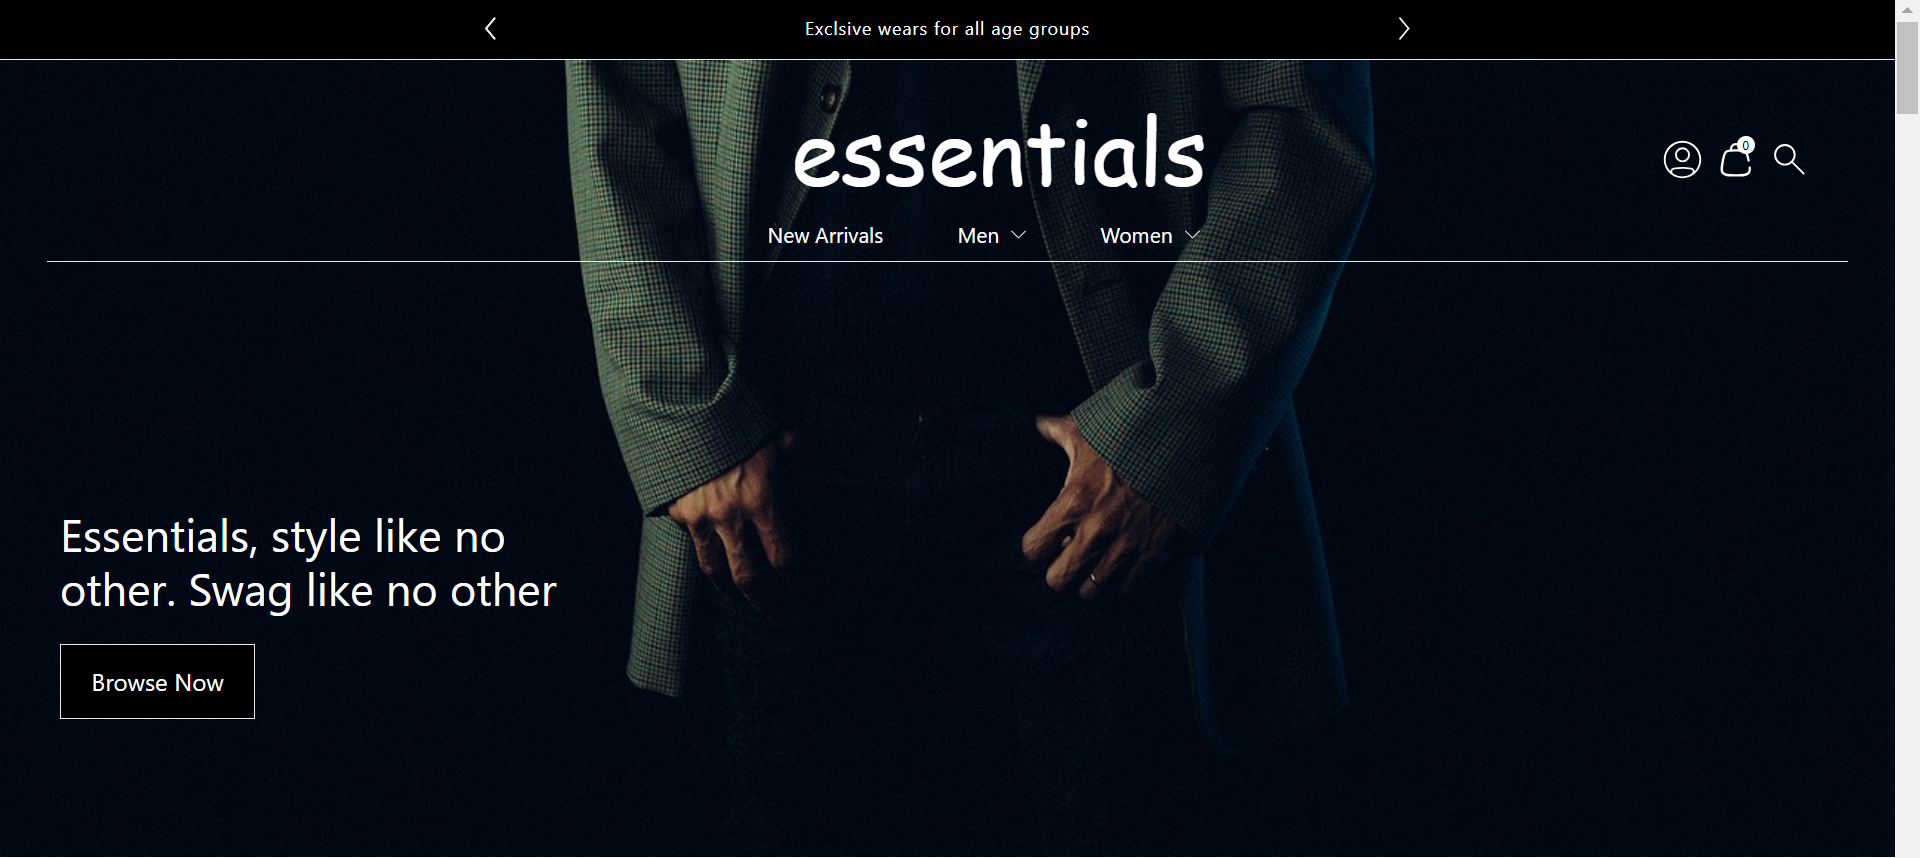 Exclsive wears for all age groups
essentials
0
New Arrivals
Men
Women
Essentials, style like no
other. Swag like no other
Browse Now